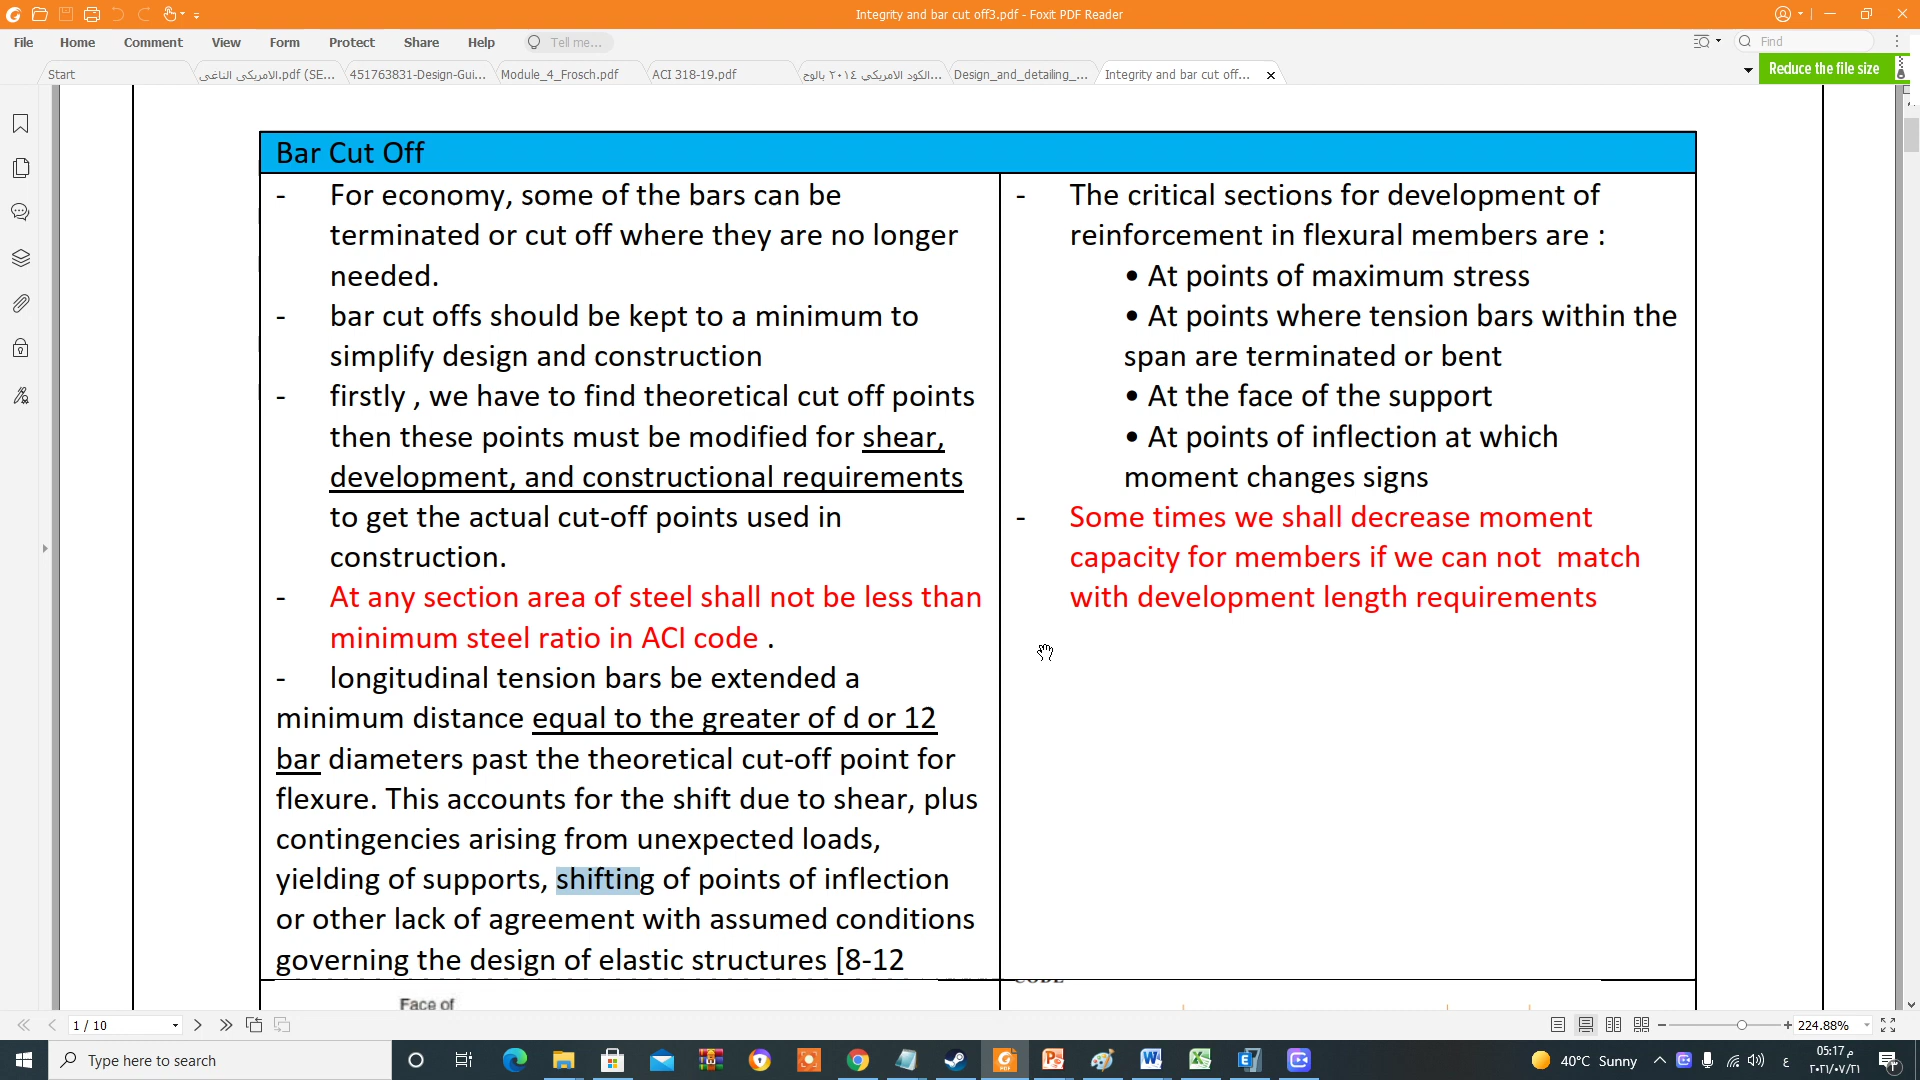 Integrity and bar cut off3.pdf - Foxit PDF Reader
File Home Comment View Form Protect Share Help Tell me... Find
Start
الامريكي الناغي.pdf (SE...
451763831-Design-Gui...
Module_4_Frosch.pdf
ACI 318-19.pdf
الكود الامريكي ٢٠١٤ بالوح...
Design_and_detailing_...
Integrity and bar cut off...
Reduce the file size
Bar Cut Off
- For economy, some of the bars can be
terminated or cut off where they are no longer
needed.
- bar cut offs should be kept to a minimum to
simplify design and construction
- firstly , we have to find theoretical cut off points
then these points must be modified for shear,
development, and constructional requirements
to get the actual cut-off points used in
construction.
- At any section area of steel shall not be less than
minimum steel ratio in ACI code .
- longitudinal tension bars be extended a
minimum distance equal to the greater of d or 12
bar diameters past the theoretical cut-off point for
flexure. This accounts for the shift due to shear, plus
contingencies arising from unexpected loads,
yielding of supports, shifting of points of inflection
or other lack of agreement with assumed conditions
governing the design of elastic structures [8-12
- The critical sections for development of
reinforcement in flexural members are :
• At points of maximum stress
• At points where tension bars within the
span are terminated or bent
• At the face of the support
• At points of inflection at which
moment changes signs
- Some times we shall decrease moment
capacity for members if we can not match
with development length requirements
Face of
1 / 10
224.88%
Type here to search
40°C Sunny
ع
05:17 م
٢٠٢١/٠٧/٢١